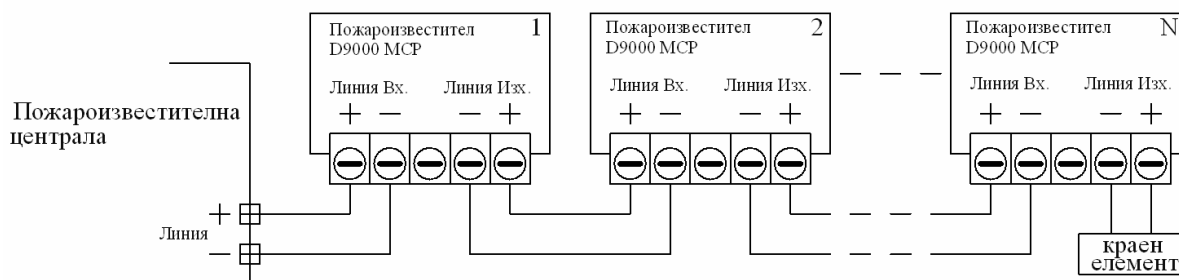 Пожароизвестител 1
D9000 MCP
Линия Вх. Линия Изх.
+ − − +
Пожароизвестител 2
D9000 MCP
Линия Вх. Линия Изх.
+ − − +
Пожароизвестител N
D9000 MCP
Линия Вх. Линия Изх.
+ − − +
Пожароизвестителна
централа
+
Линия
−
краен
елемент